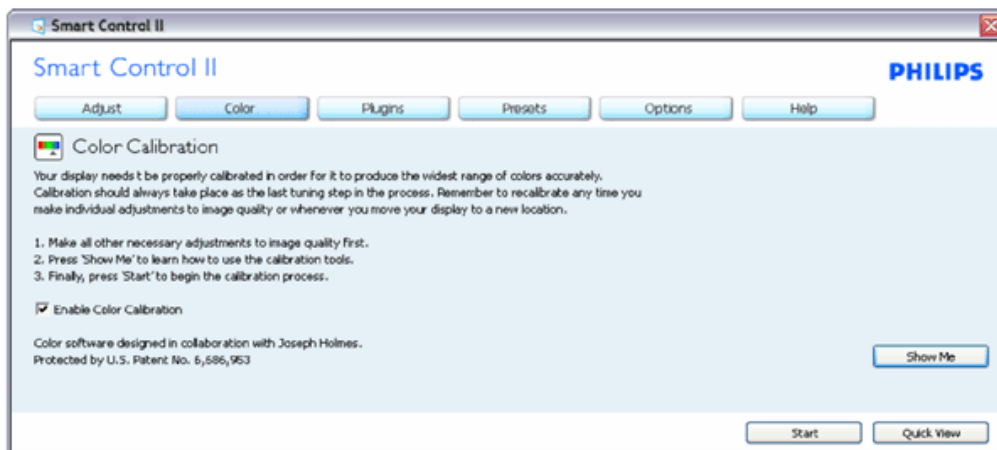 Smart Control II
Smart Control II
PHILIPS
Adjust Color Plugins Presets Options Help
Color Calibration
Your display needs t be properly calibrated in order for it to produce the widest range of colors accurately.
Calibration should always take place as the last tuning step in the process. Remember to recalibrate any time you
make individual adjustments to image quality or whenever you move your display to a new location.
1. Make all other necessary adjustments to image quality first.
2. Press 'Show Me' to learn how to use the calibration tools.
3. Finally, press 'Start' to begin the calibration process.
Enable Color Calibration
Color software designed in collaboration with Joseph Holmes.
Protected by U.S. Patent No. 6,686,953
Show Me
Start Quick View